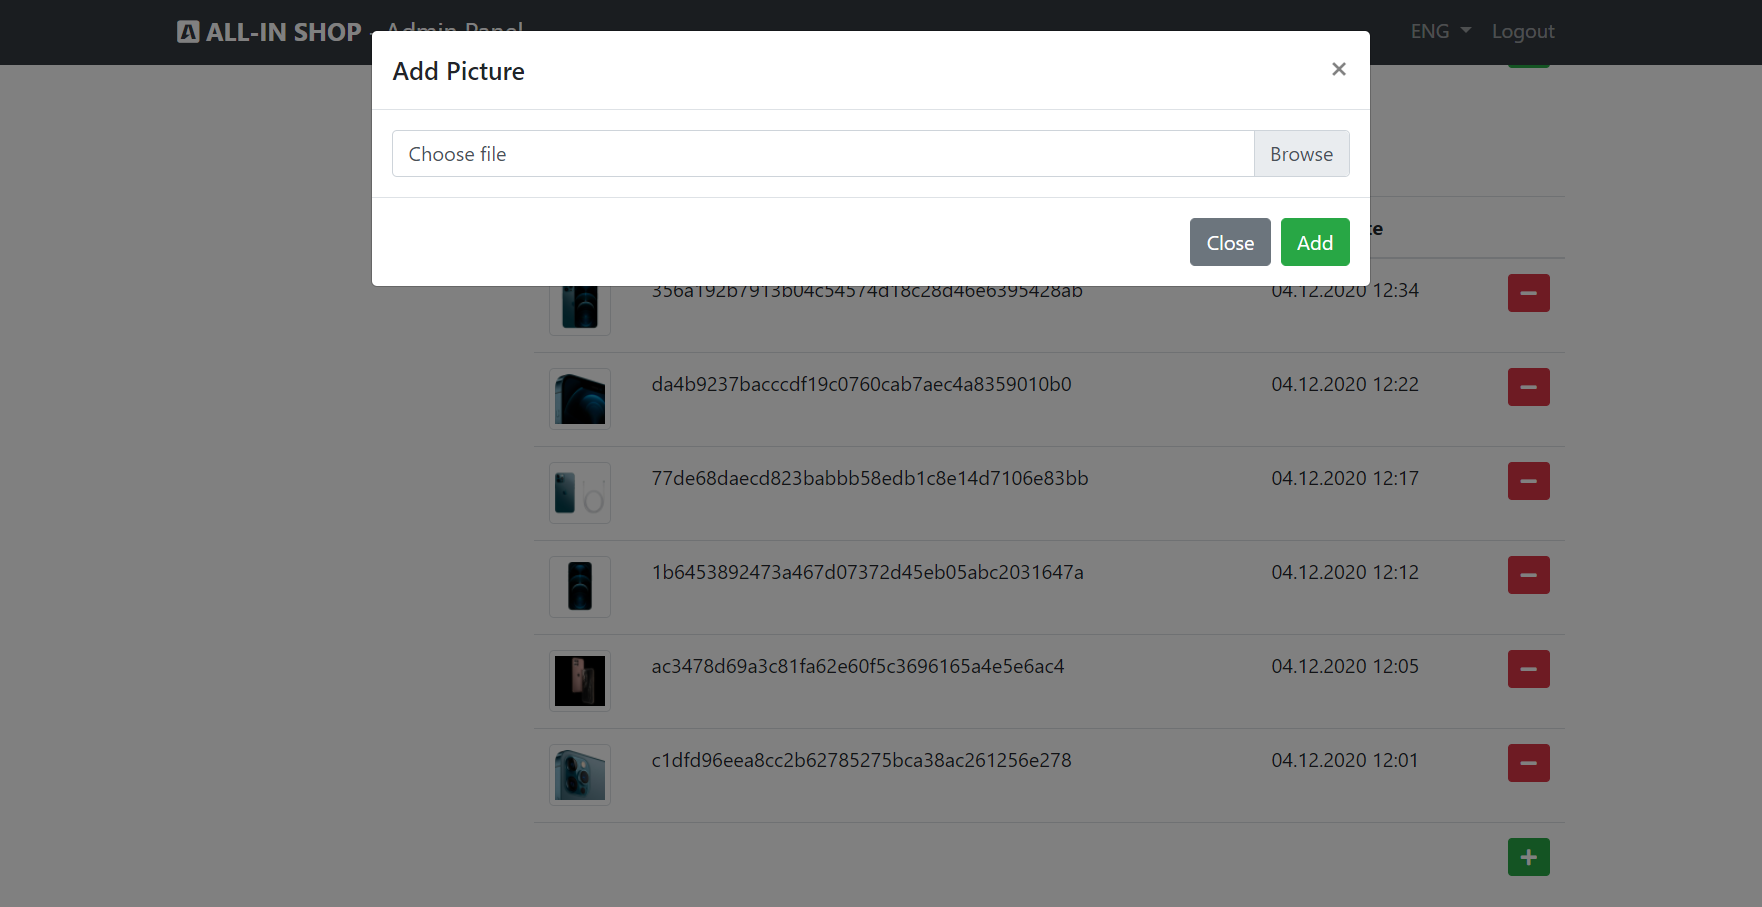 ALL-IN SHOP - Admin Panel
ENG
Logout
Add Picture
×
Choose file
Browse
Close
Add
356a192b7913b04c54574d18c28d46e6395428ab
04.12.2020 12:34
da4b9237bacccdf19c0760cab7aec4a8359010b0
04.12.2020 12:22
77de68daecd823babbb58edb1c8e14d7106e83bb
04.12.2020 12:17
1b6453892473a467d07372d45eb05abc2031647a
04.12.2020 12:12
ac3478d69a3c81fa62e60f5c3696165a4e5e6ac4
04.12.2020 12:05
c1dfd96eea8cc2b62785275bca38ac261256e278
04.12.2020 12:01